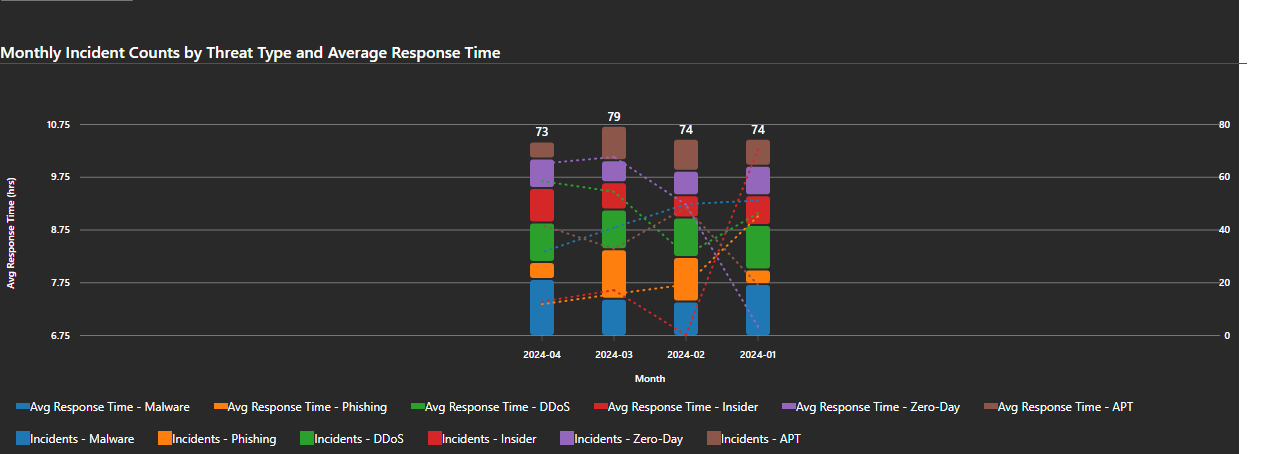 Monthly Incident Counts by Threat Type and Average Response Time
73 79 74 74
10.75 80
9.75 60
8.75 40
7.75 20
6.75 0
Avg Response Time (hrs)
2024-04 2024-03 2024-02 2024-01
Month
Avg Response Time - Malware Avg Response Time - Phishing Avg Response Time - DDoS Avg Response Time - Insider Avg Response Time - Zero-Day Avg Response Time - APT
Incidents - Malware Incidents - Phishing Incidents - DDoS Incidents - Insider Incidents - Zero-Day Incidents - APT